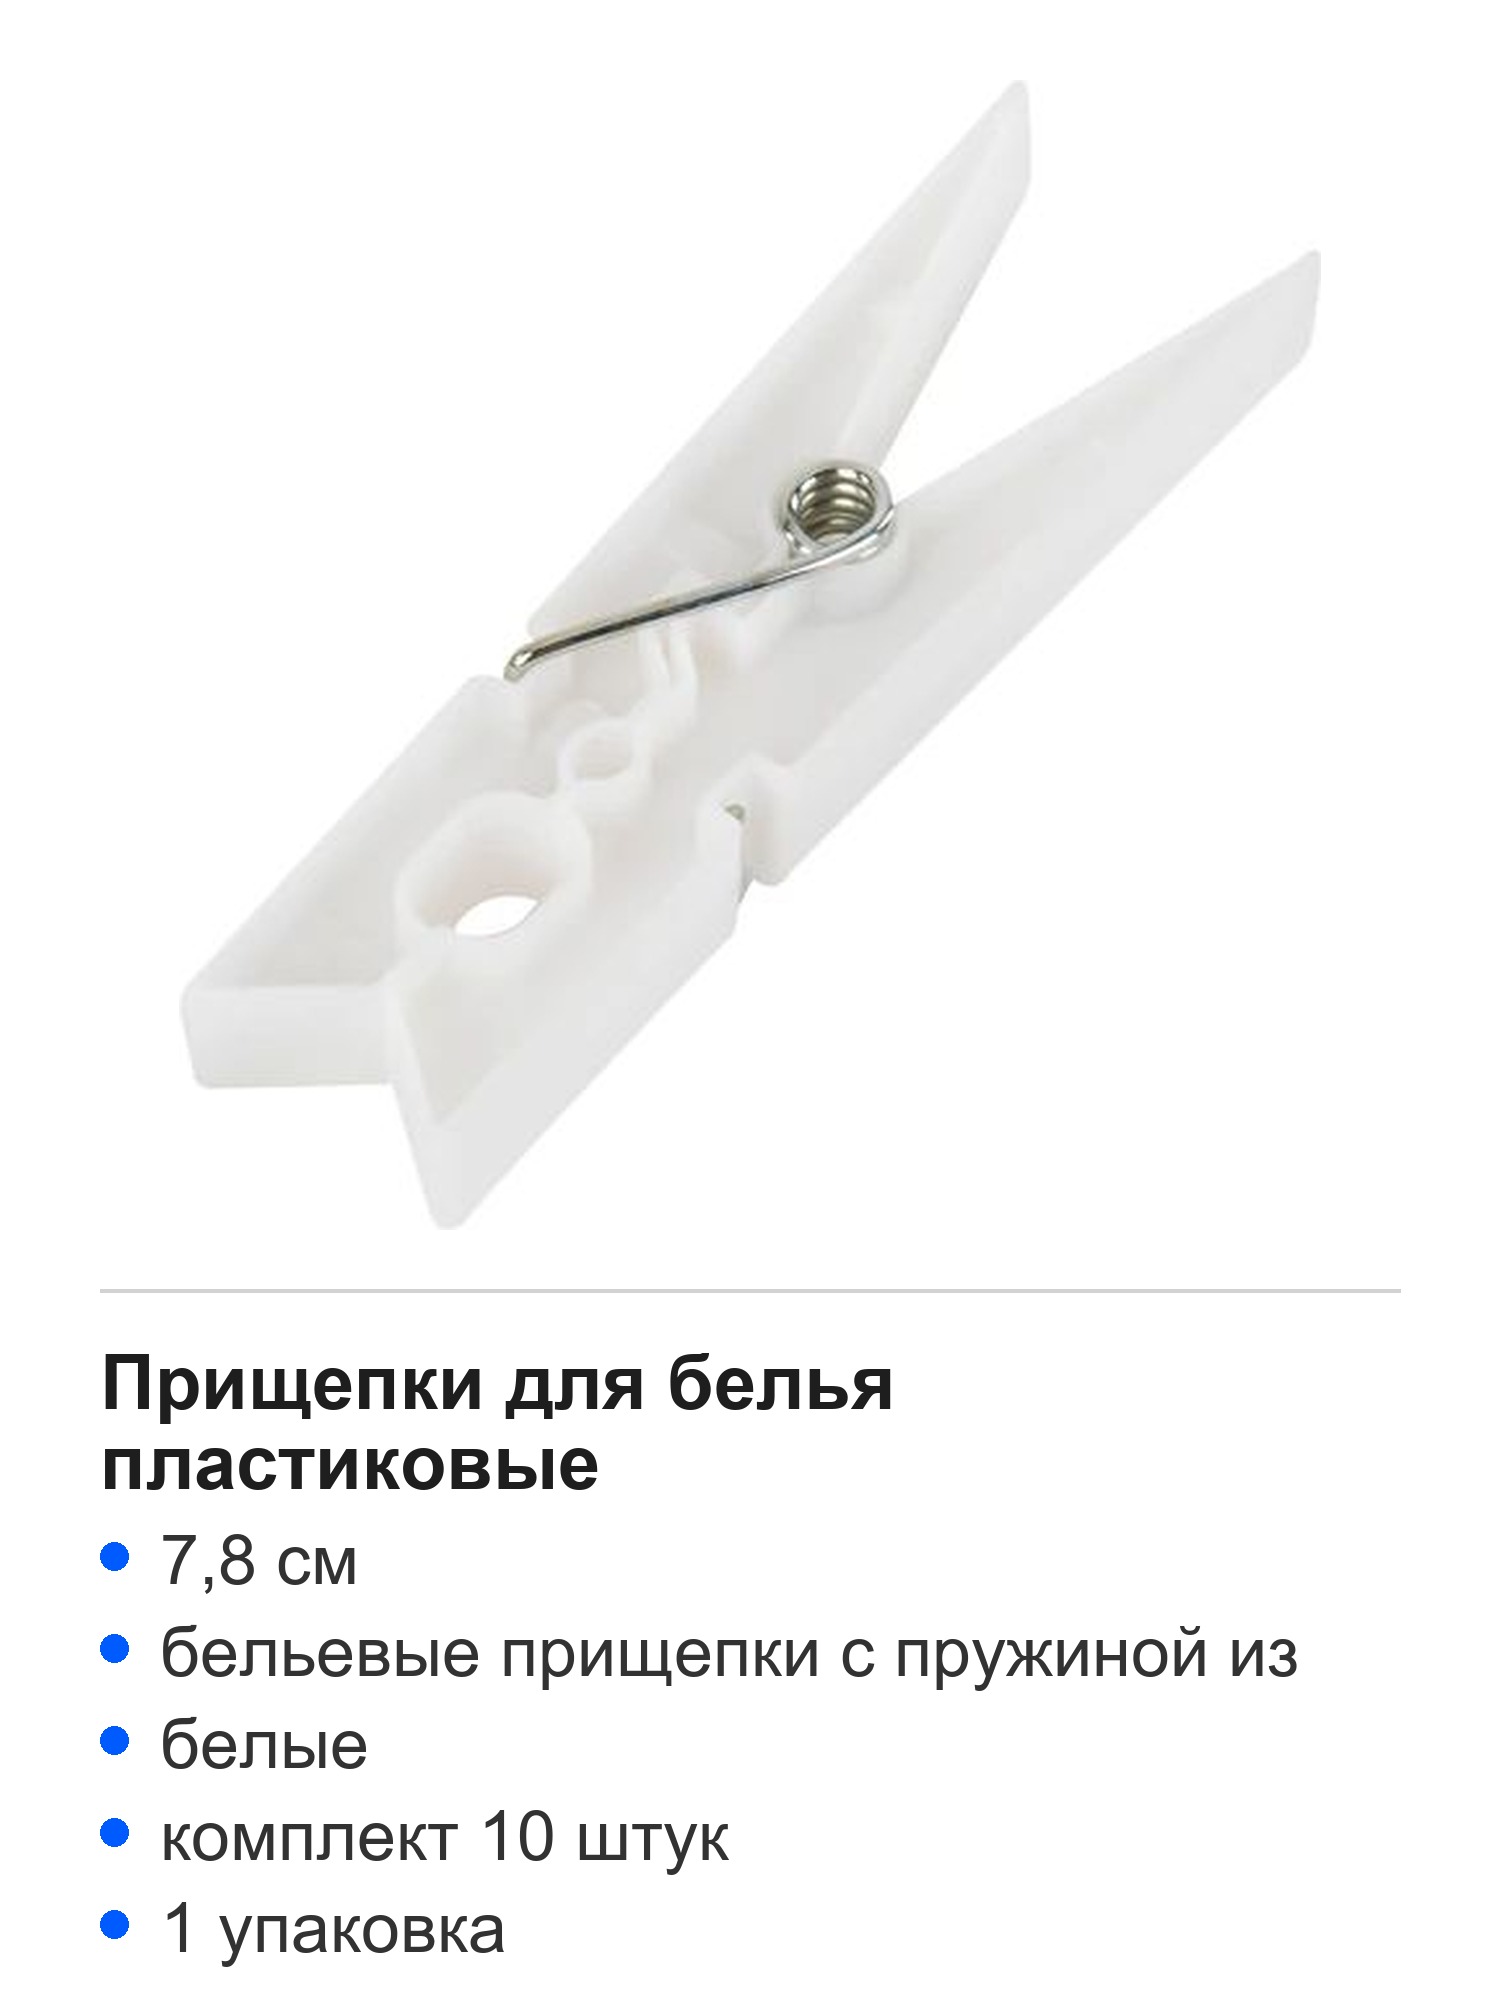 Прищепки для белья
пластиковые
7,8 см
бельевые прищепки с пружиной из
белые
комплект 10 штук
1 упаковка